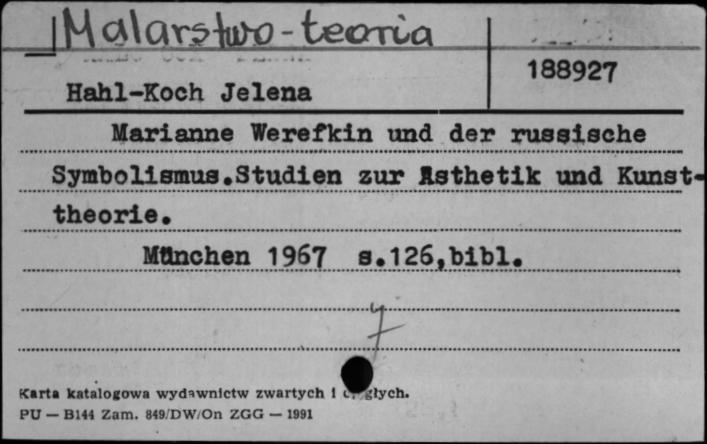 Malarstwo-teoria
188927
Hahl-Koch Jelena
Marianne Werefkin und der russische
Symbolismus.Studien zur Ästhetik und Kunst-
theorie.
München 1967 s.126,bibl.
Karta katalogowa wydawnictw zwartych i
PU — B144 Zam. 849/DW/On ZGG — 1991